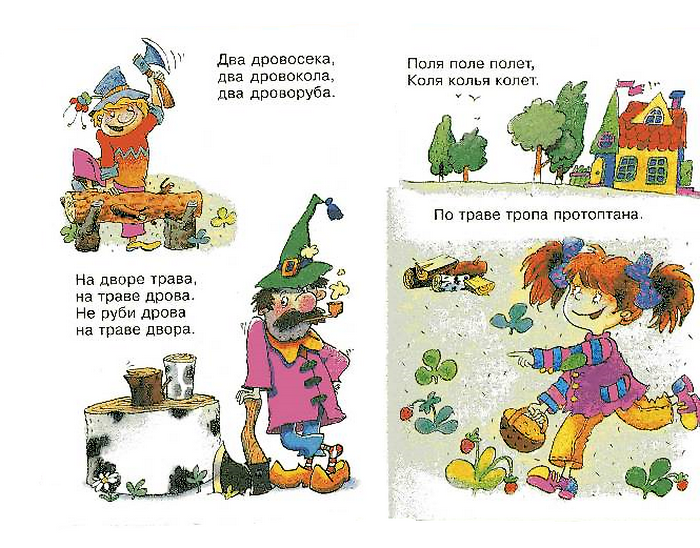 Два дровосека,
два дровокола,
два дроворуба.
На дворе трава,
на траве дрова.
Не руби дрова
на траве двора.
Поля поле полет,
Коля колья колет.
По траве тропа протоптана.